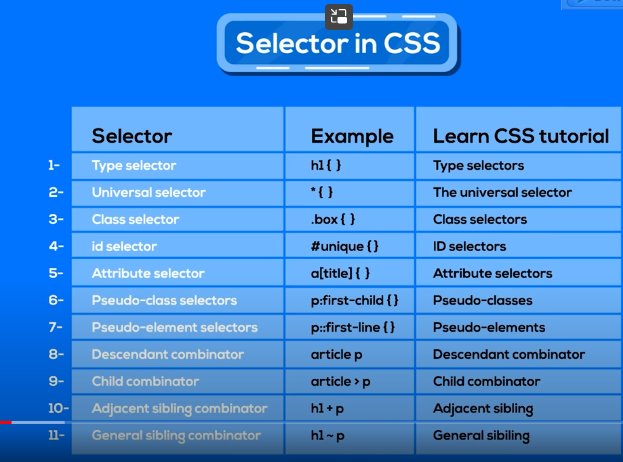 Selector in CSS
Selector Example Learn CSS tutorial
1- Type selector h1 { } Type selectors
2- Universal selector * { } The universal selector
3- Class selector .box { } Class selectors
4- id selector #unique { } ID selectors
5- Attribute selector a[title] { } Attribute selectors
6- Pseudo-class selectors p:first-child { } Pseudo-classes
7- Pseudo-element selectors p::first-line { } Pseudo-elements
8- Descendant combinator article p Descendant combinator
9- Child combinator article > p Child combinator
10- Adjacent sibling combinator h1 + p Adjacent sibling
11- General sibling combinator h1 ~ p General sibiling